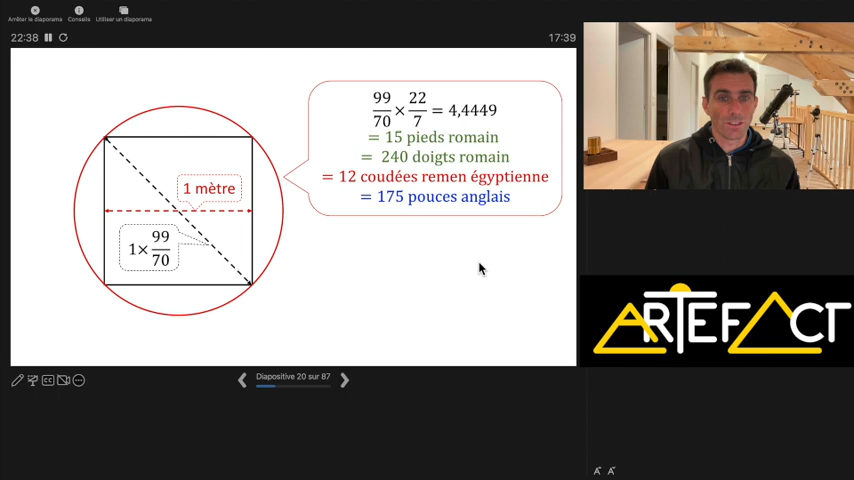 Arrêter le diaporama
Conseils
Utiliser un diaporama
22:38
17:39
99/70 × 22/7 = 4,4449
= 15 pieds romain
= 240 doigts romain
= 12 coudées remen égyptienne
= 175 pouces anglais
1 mètre
1× 99/70
ARTEFACT
Diapositive 20 sur 87
CC
A A